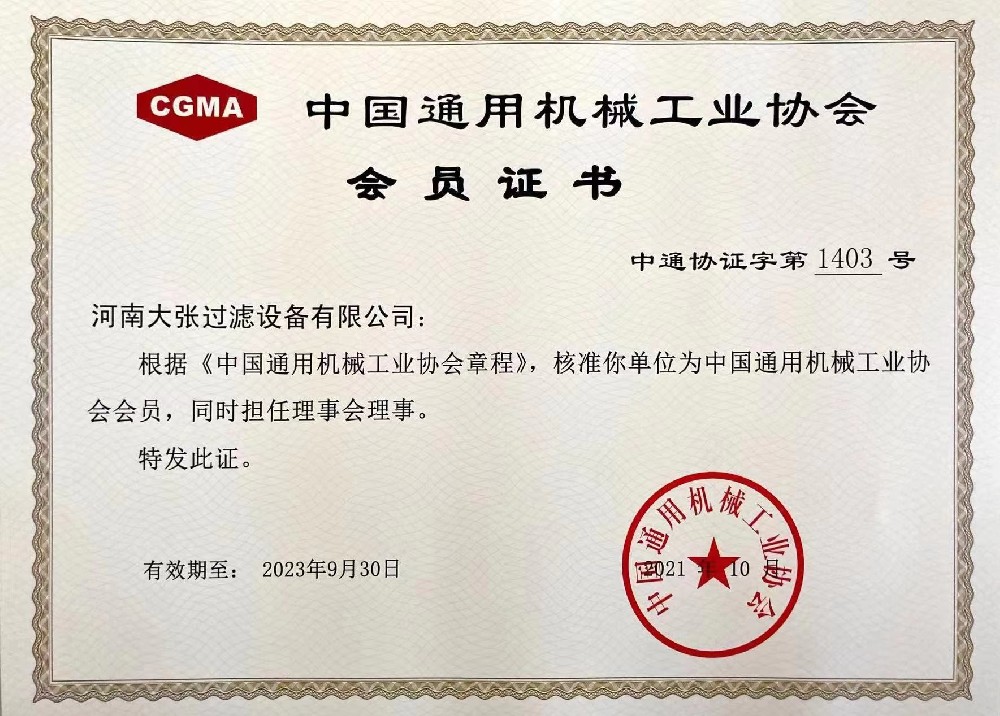 CGMA
中国通用机械工业协会
会员证书
中通协证字第 1403 号
河南大张过滤设备有限公司：
根据《中国通用机械工业协会章程》，核准你单位为中国通用机械工业协
会会员，同时担任理事会理事。
特发此证。
有效期至： 2023年9月30日
2021 年 10 月
中国通用机械工业协会